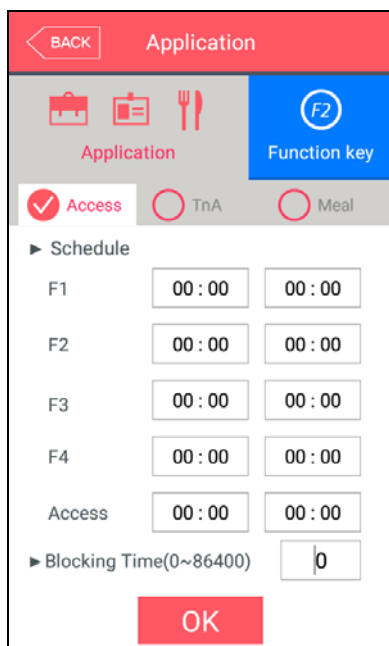 BACK Application
F2
Application Function key
Access TnA Meal
► Schedule
F1 00 : 00 00 : 00
F2 00 : 00 00 : 00
F3 00 : 00 00 : 00
F4 00 : 00 00 : 00
Access 00 : 00 00 : 00
►Blocking Time(0~86400) 0
OK